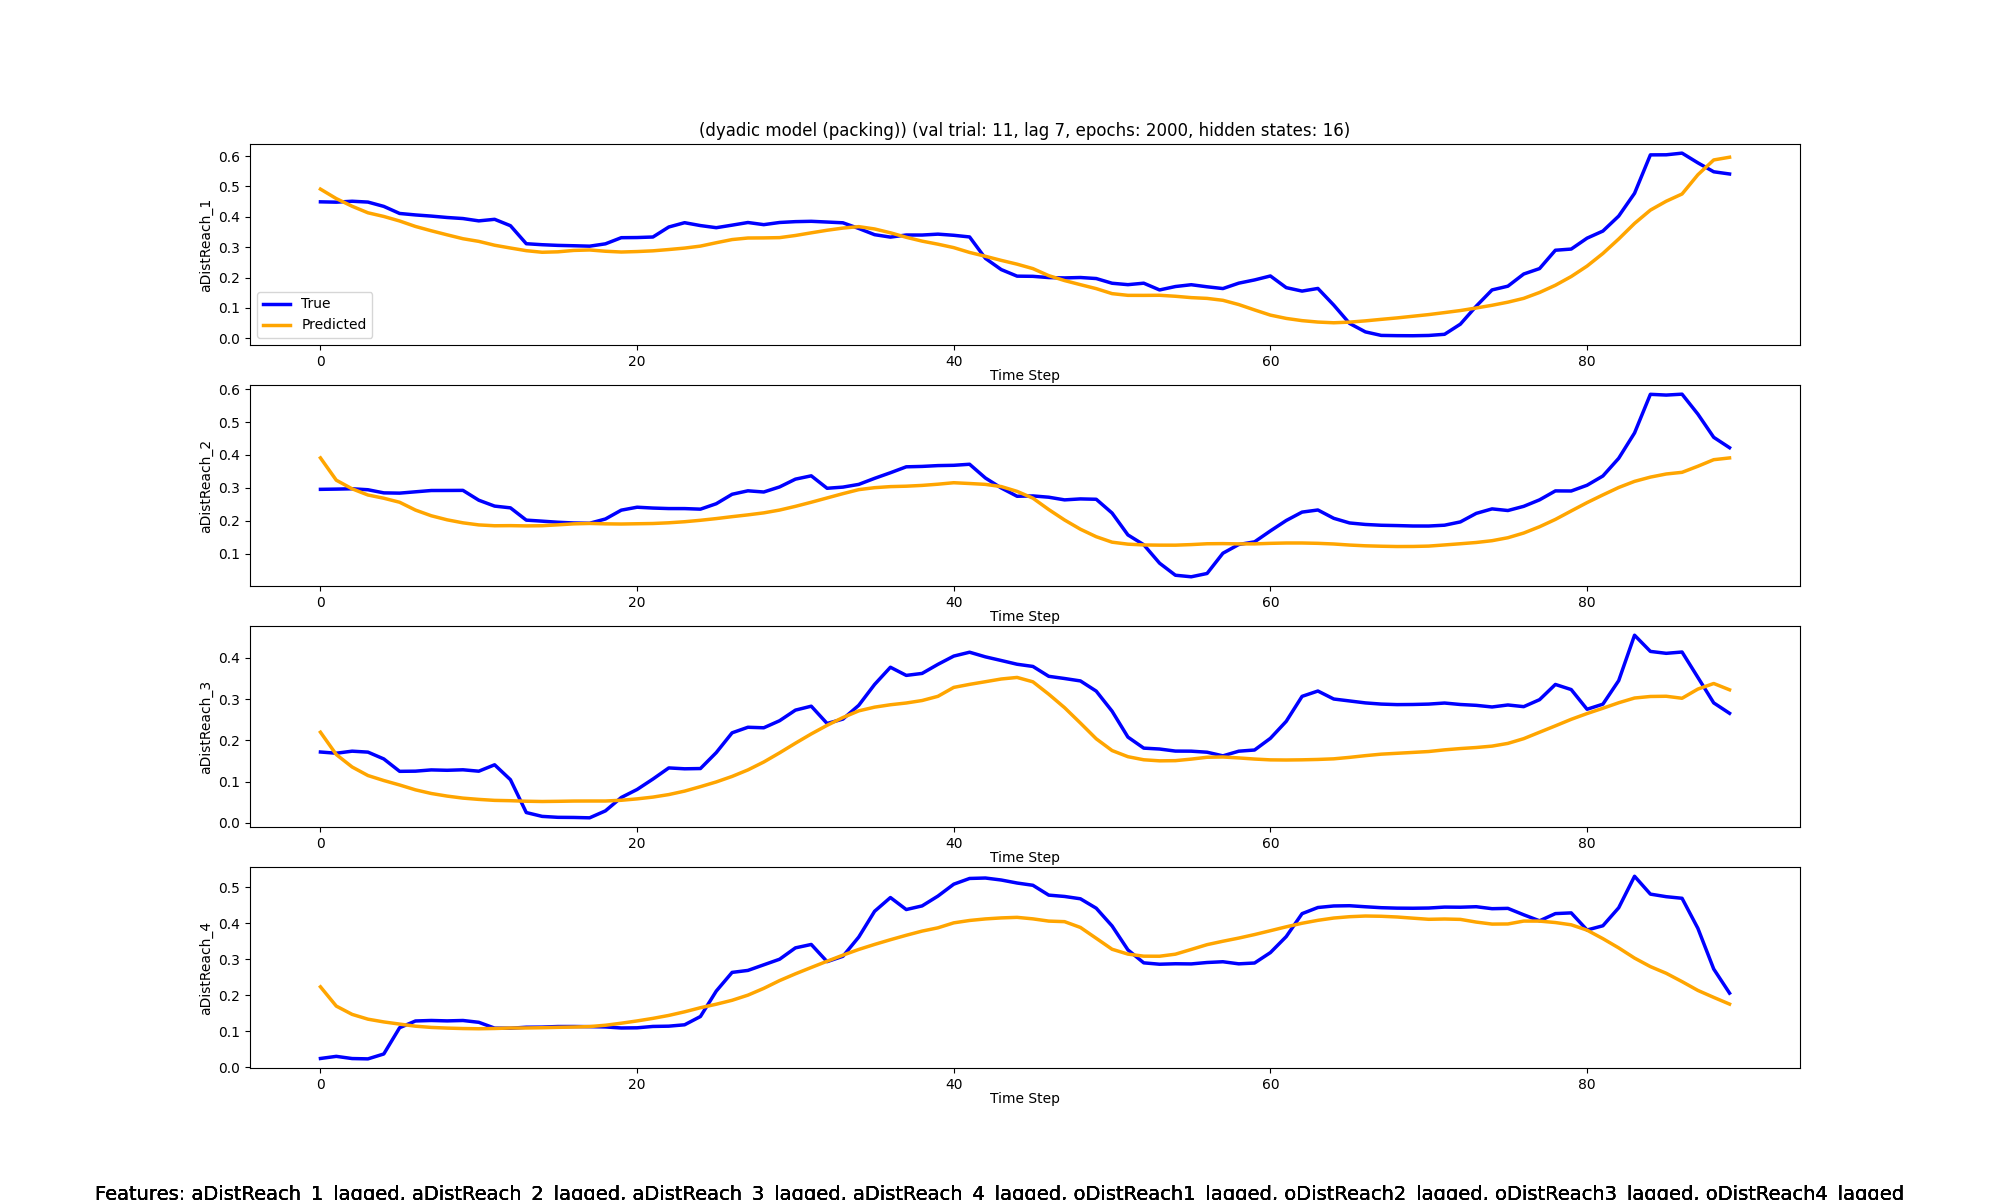 (dyadic model (packing)) (val trial: 11, lag 7, epochs: 2000, hidden states: 16)
0.6
0.5
0.4
0.3
0.2
0.1
0.0
aDistReach_1
True
Predicted
0 20 40 60 80
Time Step
0.6
0.5
0.4
0.3
0.2
0.1
aDistReach_2
0 20 40 60 80
Time Step
0.4
0.3
0.2
0.1
0.0
aDistReach_3
0 20 40 60 80
Time Step
0.5
0.4
0.3
0.2
0.1
0.0
aDistReach_4
0 20 40 60 80
Time Step
Features: aDistReach_1_lagged, aDistReach_2_lagged, aDistReach_3_lagged, aDistReach_4_lagged, oDistReach1_lagged, oDistReach2_lagged, oDistReach3_lagged, oDistReach4_lagged